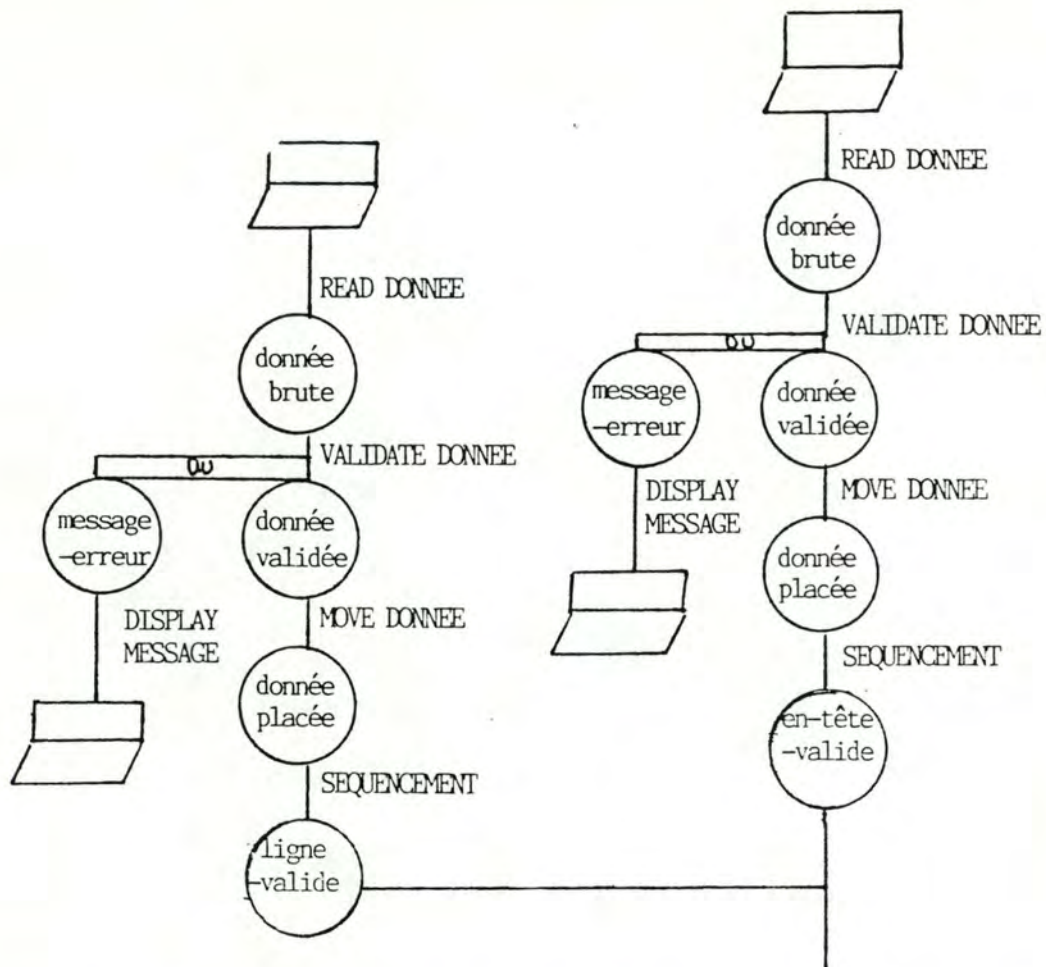 READ DONNEE
donnée
brute
VALIDATE DONNEE
OU
message
-erreur
donnée
validée
DISPLAY
MESSAGE
MOVE DONNEE
donnée
placée
SEQUENCEMENT
ligne
-valide
READ DONNEE
donnée
brute
VALIDATE DONNEE
OU
message
-erreur
donnée
validée
DISPLAY
MESSAGE
MOVE DONNEE
donnée
placée
SEQUENCEMENT
en-tête
-valide